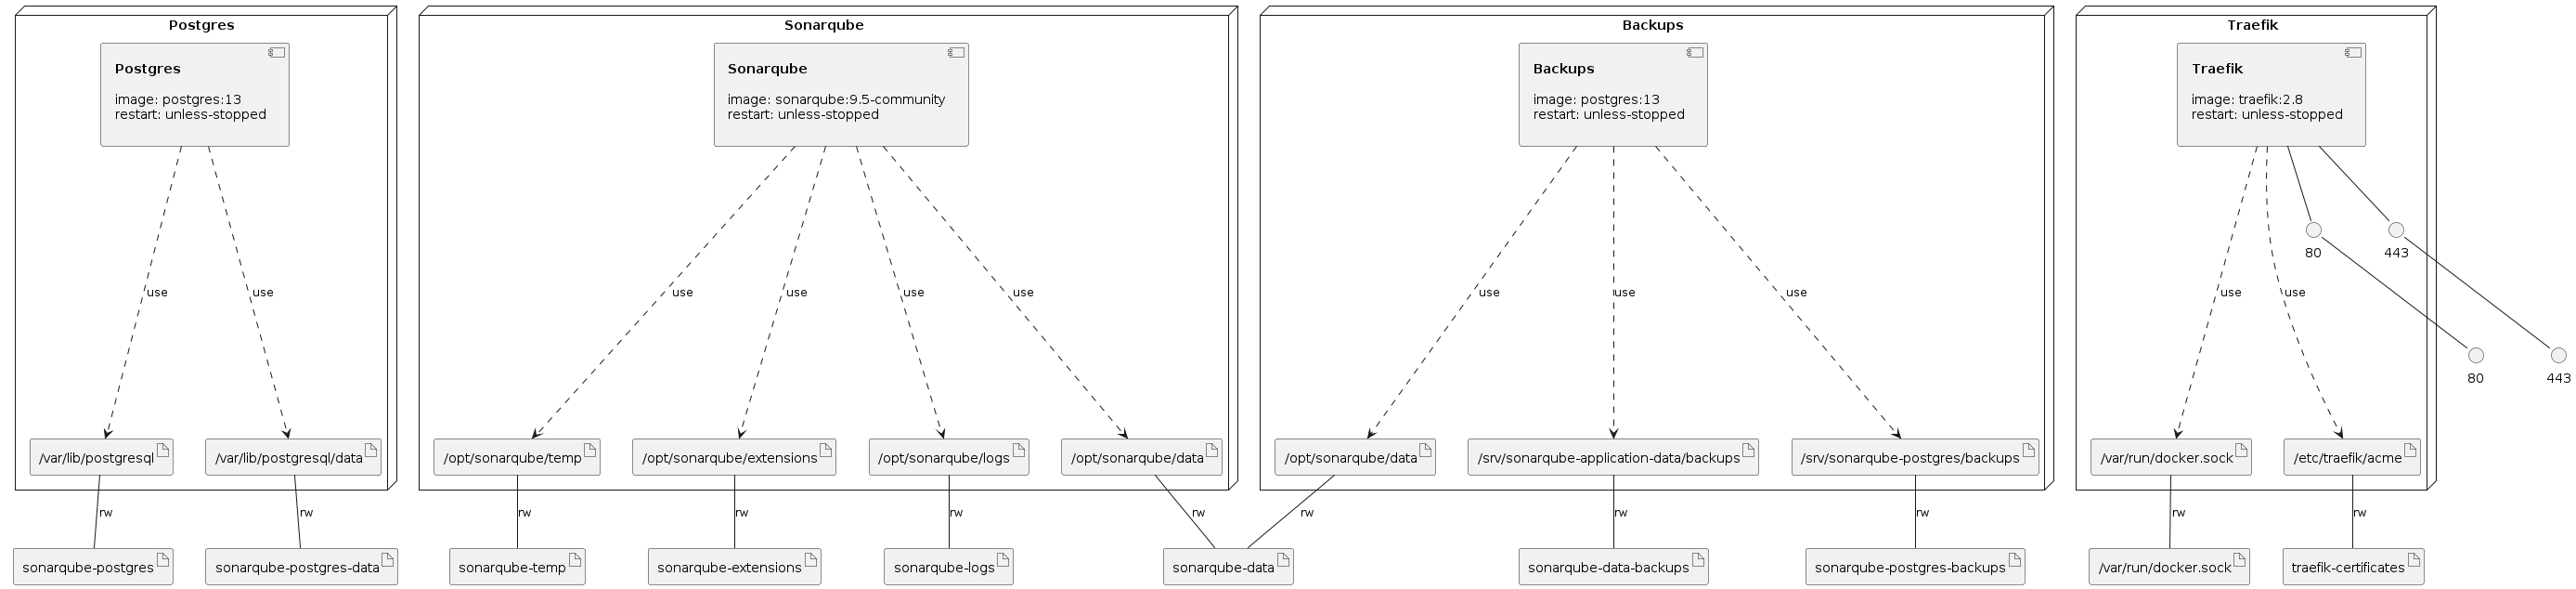 Postgres
Sonarqube
Backups
Traefik
Postgres
image: postgres:13
restart: unless-stopped
Sonarqube
image: sonarqube:9.5-community
restart: unless-stopped
Backups
image: postgres:13
restart: unless-stopped
Traefik
image: traefik:2.8
restart: unless-stopped
80
443
use
use
use
use
use
use
use
use
use
use
use
80
443
/var/lib/postgresql
/var/lib/postgresql/data
/opt/sonarqube/temp
/opt/sonarqube/extensions
/opt/sonarqube/logs
/opt/sonarqube/data
/opt/sonarqube/data
/srv/sonarqube-application-data/backups
/srv/sonarqube-postgres/backups
/var/run/docker.sock
/etc/traefik/acme
rw
rw
rw
rw
rw
rw
rw
rw
rw
rw
rw
sonarqube-postgres
sonarqube-postgres-data
sonarqube-temp
sonarqube-extensions
sonarqube-logs
sonarqube-data
sonarqube-data-backups
sonarqube-postgres-backups
/var/run/docker.sock
traefik-certificates